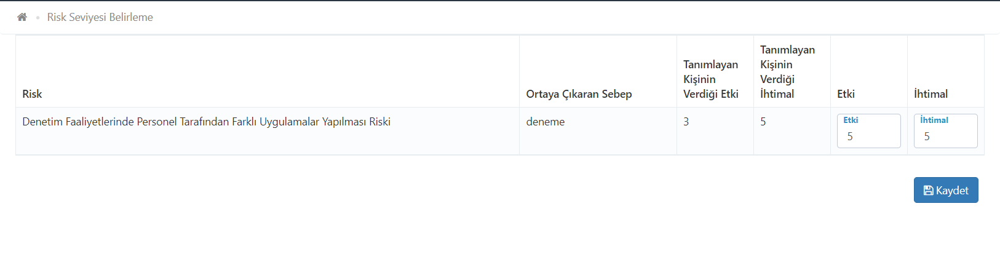 Risk Seviyesi Belirleme
Risk
Ortaya Çıkaran Sebep
Tanımlayan
Kişinin
Verdiği Etki
Tanımlayan
Kişinin
Verdiği
İhtimal
Etki
İhtimal
Denetim Faaliyetlerinde Personel Tarafından Farklı Uygulamalar Yapılması Riski
deneme
3
5
Etki
5
İhtimal
5
Kaydet